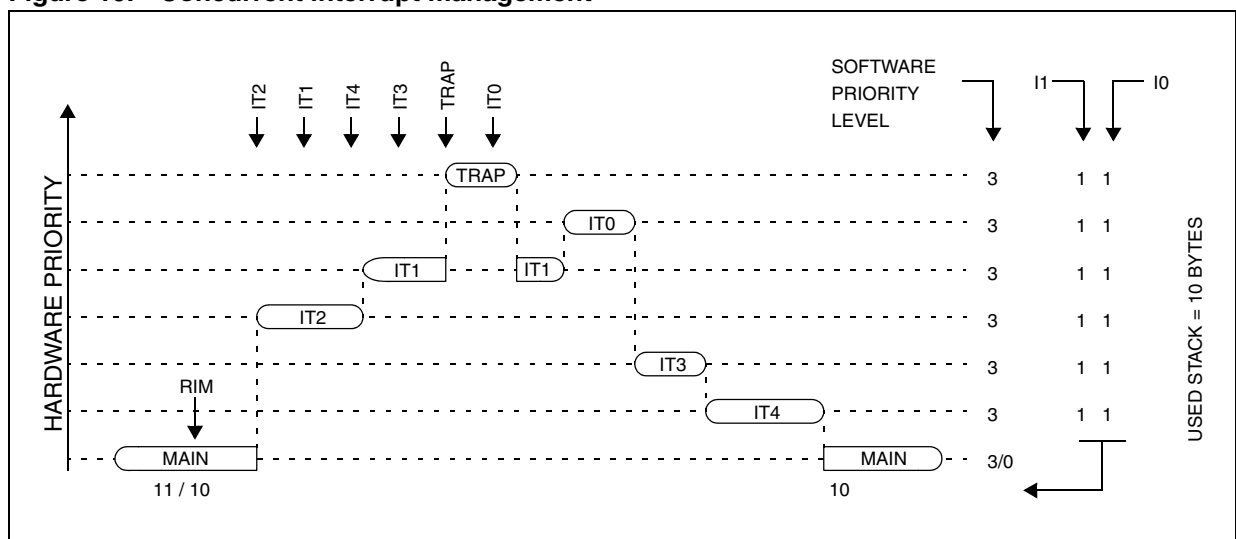 Figure Concurrent interrupt management
IT2
IT1
IT4
IT3
TRAP
IT0
SOFTWARE
PRIORITY
LEVEL
I1
I0
HARDWARE PRIORITY
TRAP
3
1 1
IT0
3
1 1
IT1
IT1
3
1 1
IT2
3
1 1
IT3
3
1 1
RIM
IT4
3
1 1
MAIN
MAIN
3/0
11 / 10
10
USED STACK = 10 BYTES